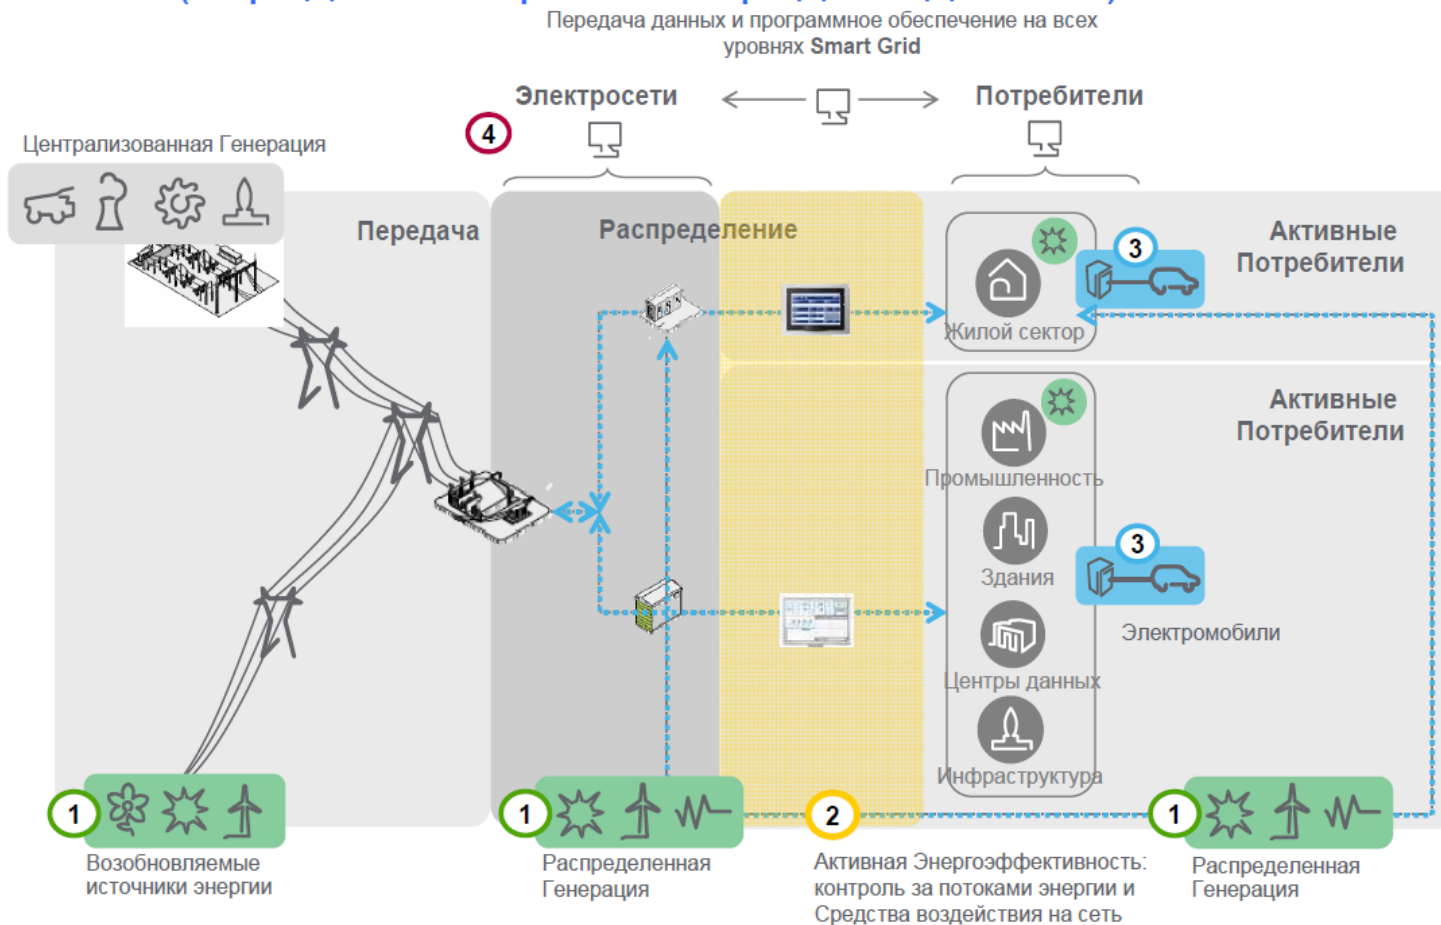 Передача данных и программное обеспечение на всех
уровнях Smart Grid
Электросети
Потребители
4
Централизованная Генерация
Передача
Распределение
Активные
Потребители
3
Жилой сектор
Активные
Потребители
Промышленность
3
Здания
Электромобили
Центры данных
Инфраструктура
1
1
2
1
Возобновляемые
источники энергии
Распределенная
Генерация
Активная Энергоэффективность:
контроль за потоками энергии и
Средства воздействия на сеть
Распределенная
Генерация